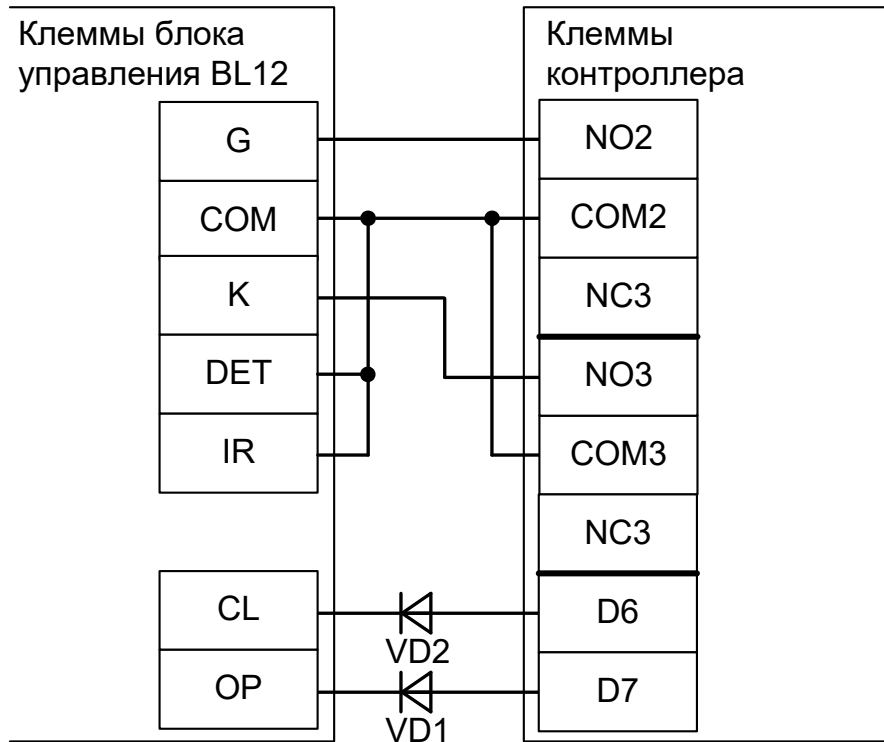 Клеммы блока
управления BL12
G
COM
K
DET
IR
CL
OP
Клеммы
контроллера
NO2
COM2
NC3
NO3
COM3
NC3
D6
D7
VD2
VD1